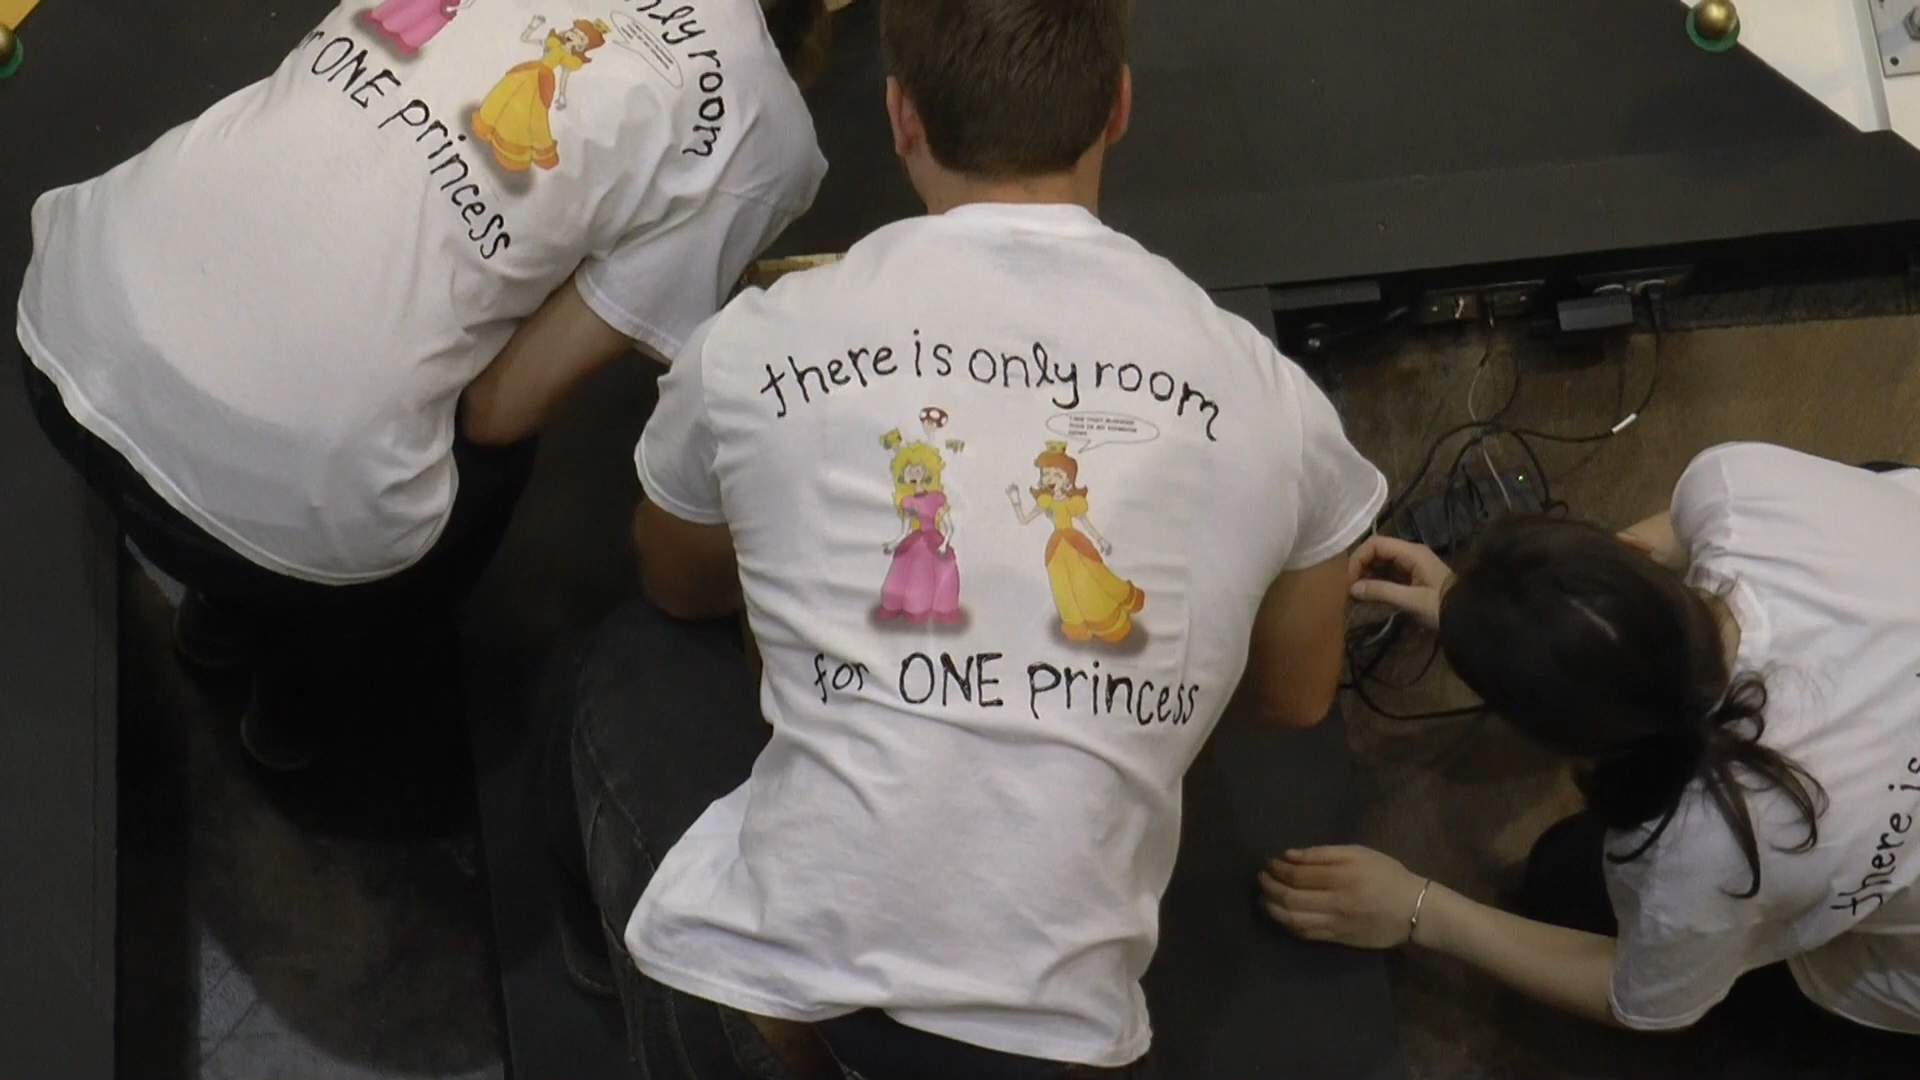 nly room
r ONE princess
there is only room
for ONE princess
there is